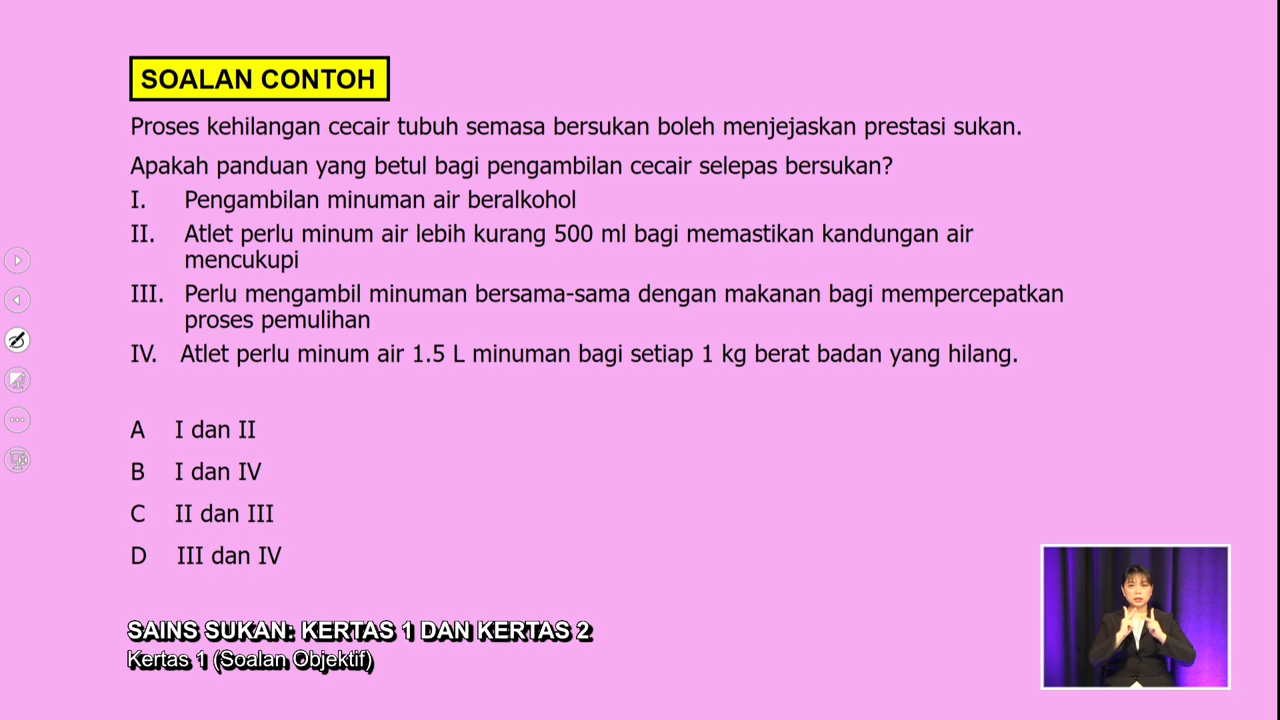 SOALAN CONTOH
Proses kehilangan cecair tubuh semasa bersukan boleh menjejaskan prestasi sukan.
Apakah panduan yang betul bagi pengambilan cecair selepas bersukan?
I. Pengambilan minuman air beralkohol
II. Atlet perlu minum air lebih kurang 500 ml bagi memastikan kandungan air
mencukupi
III. Perlu mengambil minuman bersama-sama dengan makanan bagi mempercepatkan
proses pemulihan
IV. Atlet perlu minum air 1.5 L minuman bagi setiap 1 kg berat badan yang hilang.
A I dan II
B I dan IV
C II dan III
D III dan IV
SAINS SUKAN: KERTAS 1 DAN KERTAS 2
Kertas 1 (Soalan Objektif)